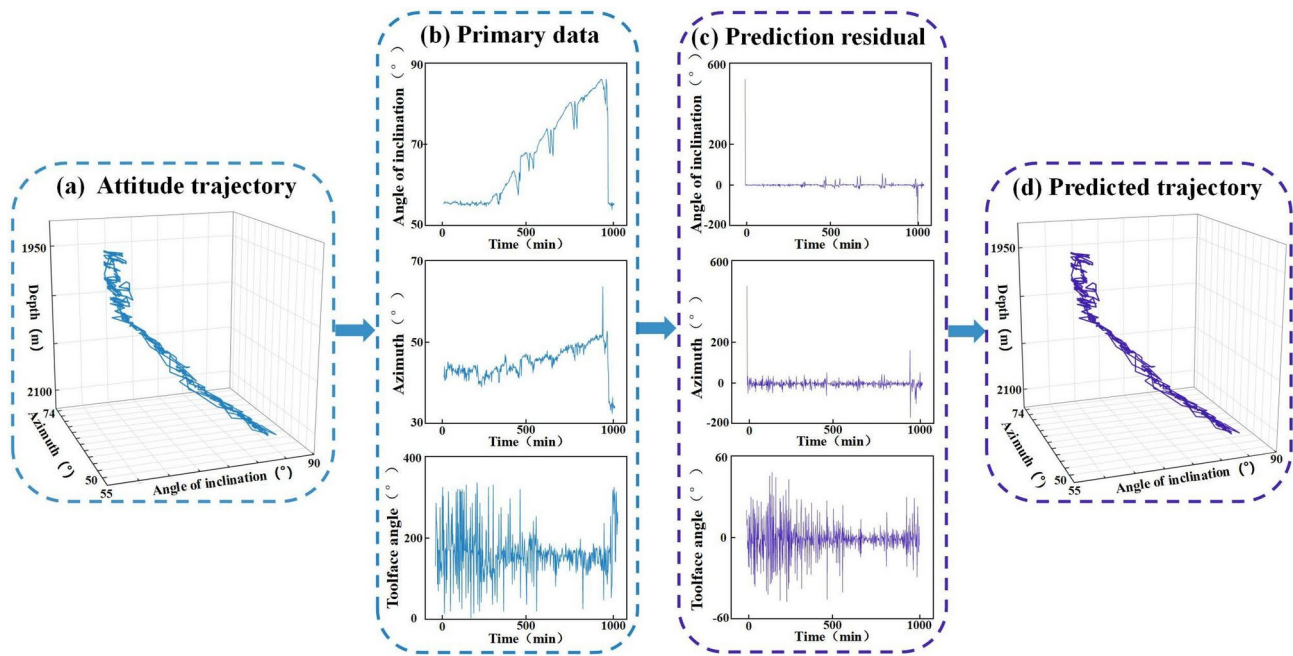 (a) Attitude trajectory
1950
2100
Depth (m)
74
50
Azimuth (°)
55
90
Angle of inclination (°)
(b) Primary data
90
70
50
Angle of inclination（°）
0
500
1000
Time（min）
70
50
30
Azimuth（°）
0
500
1000
Time（min）
400
200
0
Toolface angle（°）
0
500
1000
Time（min）
(c) Prediction residual
600
200
0
-200
Angle of inclination（°）
0
500
1000
Time（min）
600
200
0
-200
Azimuth（°）
0
500
1000
Time（min）
60
0
-60
Toolface angle（°）
0
500
1000
Time（min）
(d) Predicted trajectory
1950
2100
Depth (m)
74
50
Azimuth (°)
55
90
Angle of inclination (°)